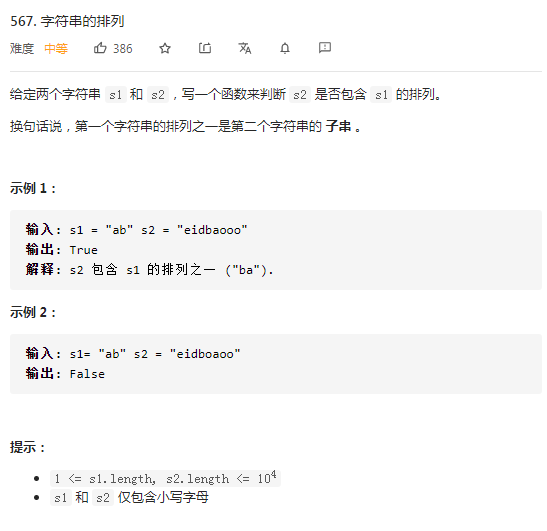 567. 字符串的排列
难度 中等 386
给定两个字符串 s1 和 s2，写一个函数来判断 s2 是否包含 s1 的排列。
换句话说，第一个字符串的排列之一是第二个字符串的 子串 。
示例 1：
输入: s1 = "ab" s2 = "eidbaooo"
输出: True
解释: s2 包含 s1 的排列之一 ("ba").
示例 2：
输入: s1= "ab" s2 = "eidboaoo"
输出: False
提示：
1 <= s1.length, s2.length <= 10⁴
s1 和 s2 仅包含小写字母